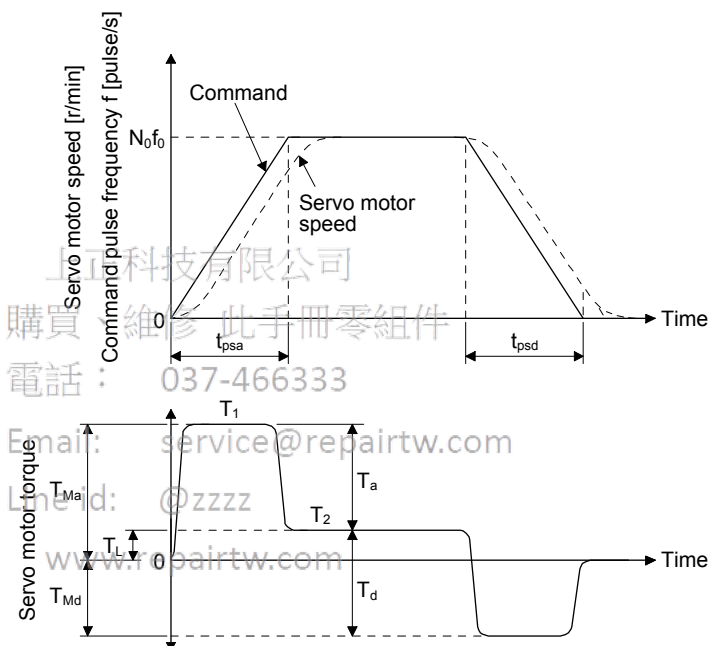 Servo motor speed [r/min]
Command pulse frequency f [pulse/s]
Command
N₀f₀
Servo motor
speed
上正科技有限公司
0
Time
購買、維修 此手冊零組件
tpsa
tpsd
電話： 037-466333
T₁
Email: service@repairtw.com
Servo motor torque
TMa
Ta
Line id: @zzzz
T₂
TL
www.repairtw.com
0
Time
TMd
Td